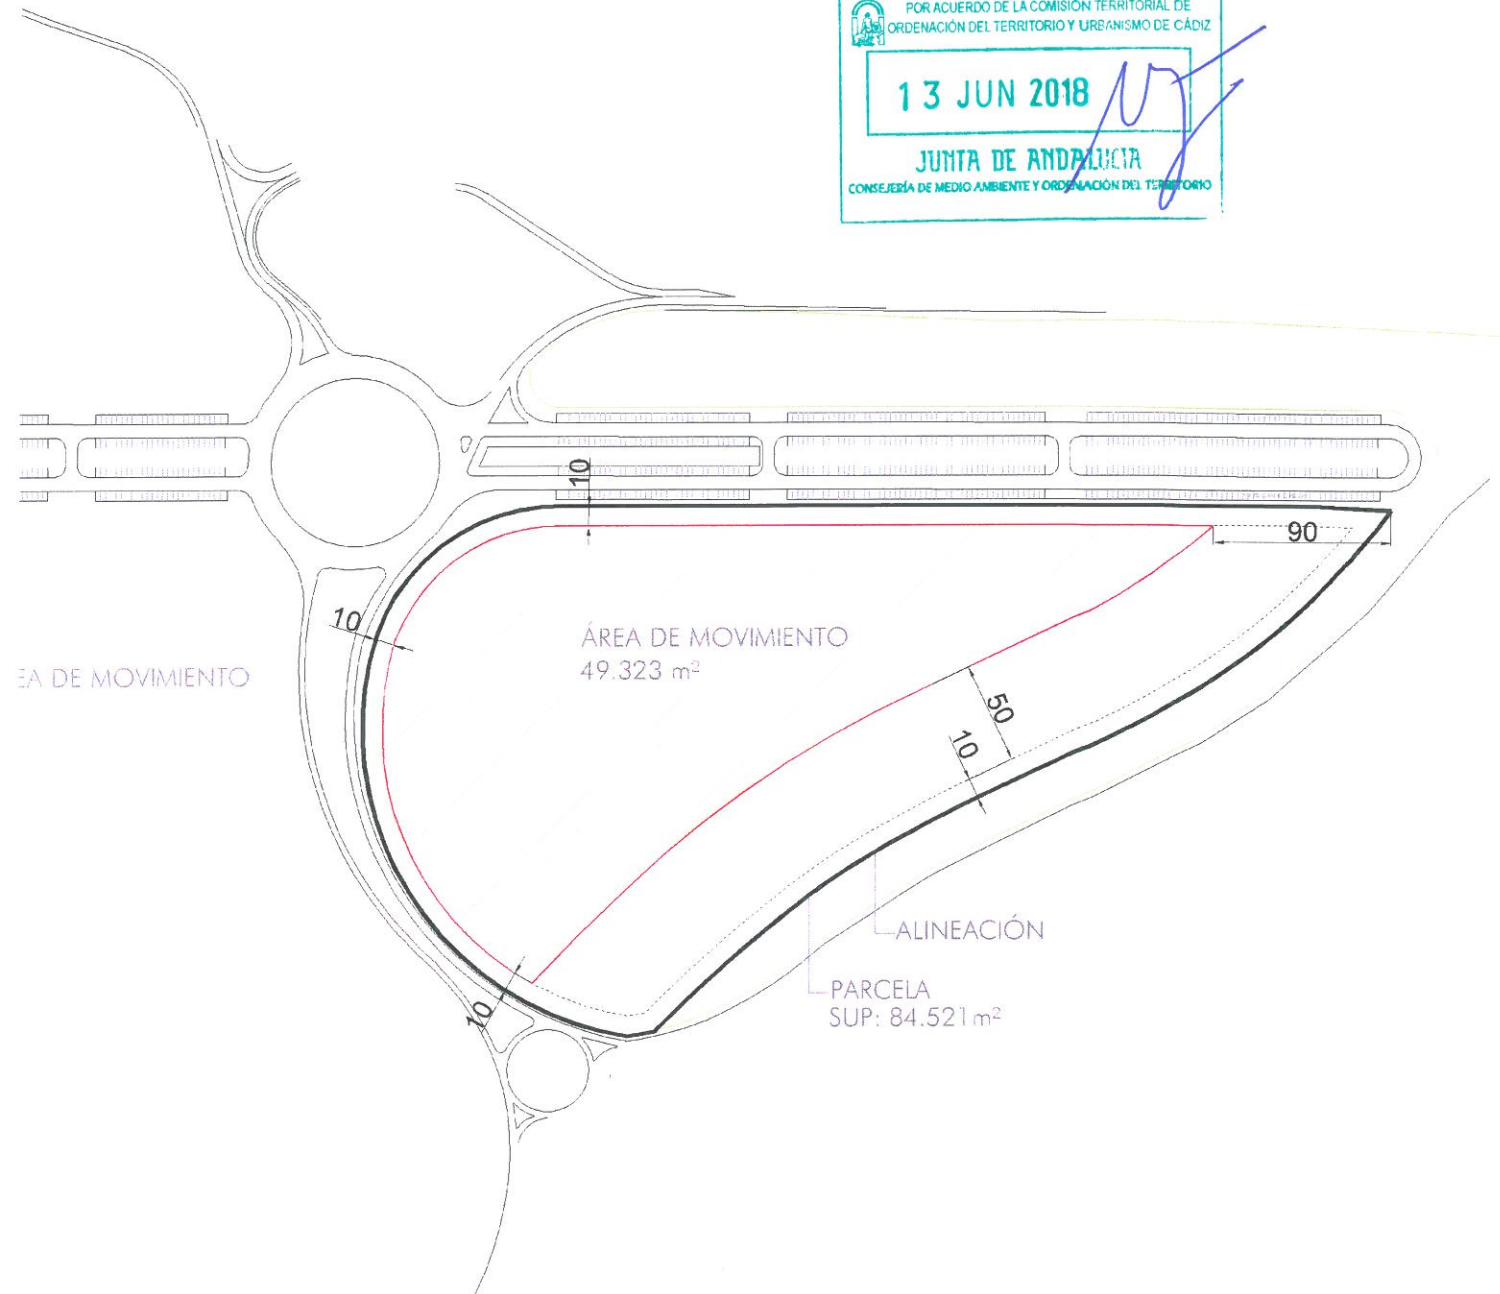 POR ACUERDO DE LA COMISIÓN TERRITORIAL DE
ORDENACIÓN DEL TERRITORIO Y URBANISMO DE CÁDIZ
13 JUN 2018
JUNTA DE ANDALUCIA
CONSEJERÍA DE MEDIO AMBIENTE Y ORDENACIÓN DEL TERRITORIO
10
90
10
ÁREA DE MOVIMIENTO
49.323 m²
EA DE MOVIMIENTO
50
10
ALINEACIÓN
PARCELA
SUP: 84.521m²
10